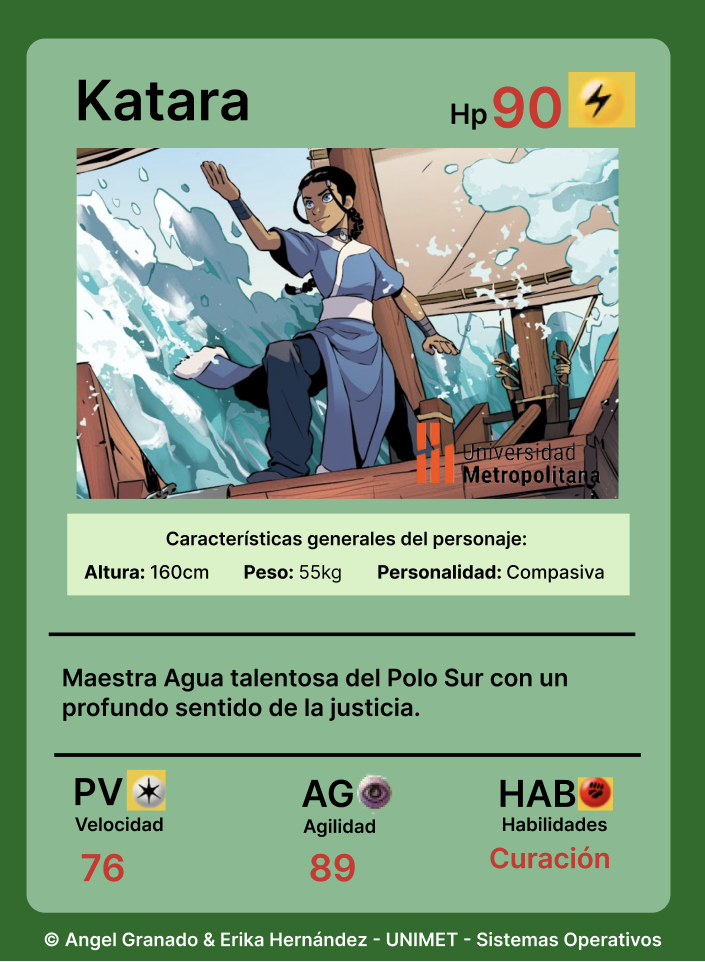 Katara
Hp 90
Universidad
Metropolitana
Características generales del personaje:
Altura: 160cm Peso: 55kg Personalidad: Compasiva
Maestra Agua talentosa del Polo Sur con un
profundo sentido de la justicia.
PV AG HAB
Velocidad Agilidad Habilidades
76 89 Curación
© Angel Granado & Erika Hernández - UNIMET - Sistemas Operativos